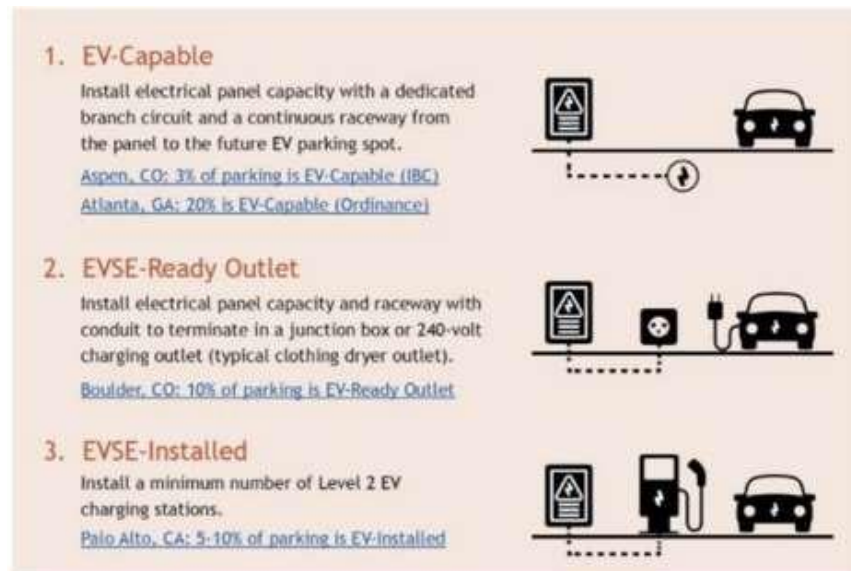 1. EV-Capable
Install electrical panel capacity with a dedicated
branch circuit and a continuous raceway from
the panel to the future EV parking spot.
Aspen, CO: 3% of parking is EV-Capable (IBC)
Atlanta, GA: 20% is EV-Capable (Ordinance)
2. EVSE-Ready Outlet
Install electrical panel capacity and raceway with
conduit to terminate in a junction box or 240-volt
charging outlet (typical clothing dryer outlet).
Boulder, CO: 10% of parking is EV-Ready Outlet
3. EVSE-Installed
Install a minimum number of Level 2 EV
charging stations.
Palo Alto, CA: 5-10% of parking is EV-Installed